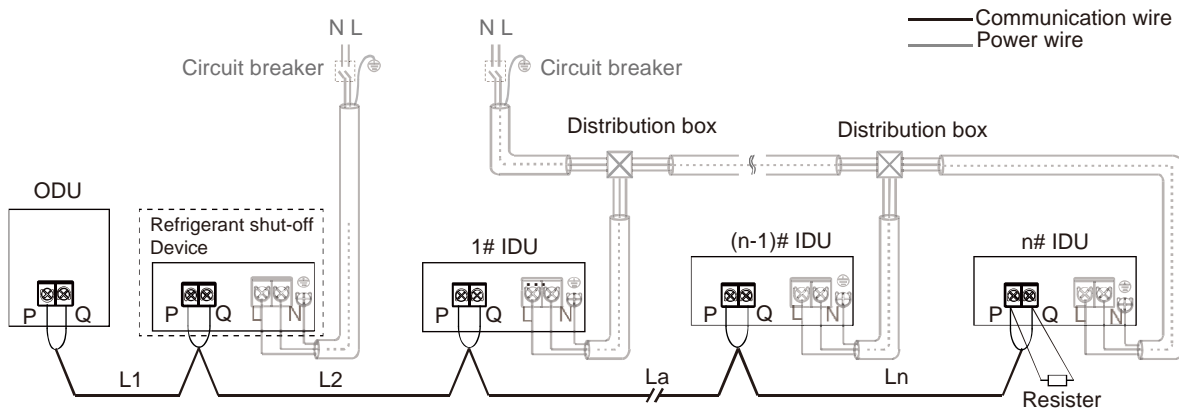 Communication wire
Power wire
N L
N L
Circuit breaker
Circuit breaker
Distribution box
Distribution box
ODU
Refrigerant shut-off
Device
1# IDU
(n-1)# IDU
n# IDU
P Q
P Q L N
P Q L N
P Q L N
P Q L N
L1
L2
La
Ln
Resister